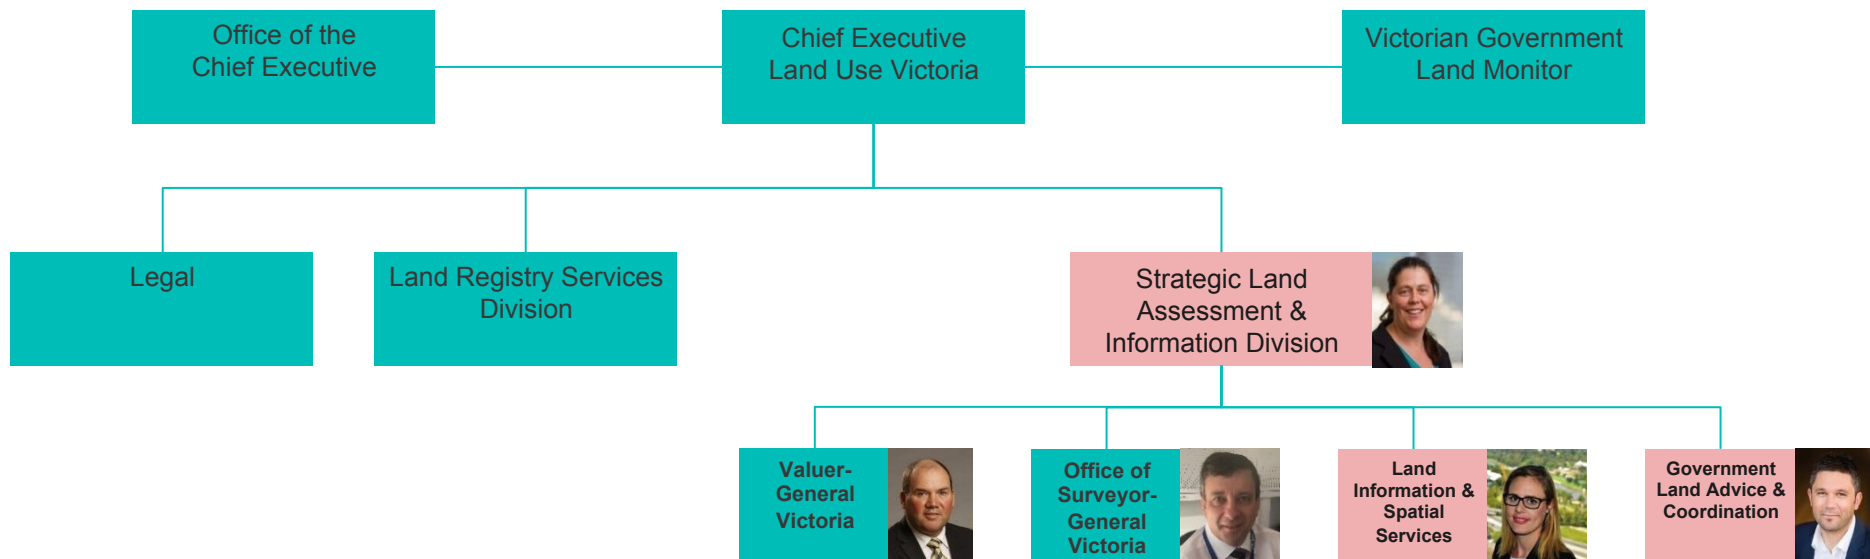 Office of the
Chief Executive
Chief Executive
Land Use Victoria
Victorian Government
Land Monitor
Legal
Land Registry Services
Division
Strategic Land
Assessment &
Information Division
Valuer-
General
Victoria
Office of
Surveyor-
General
Victoria
Land
Information &
Spatial
Services
Government
Land Advice &
Coordination